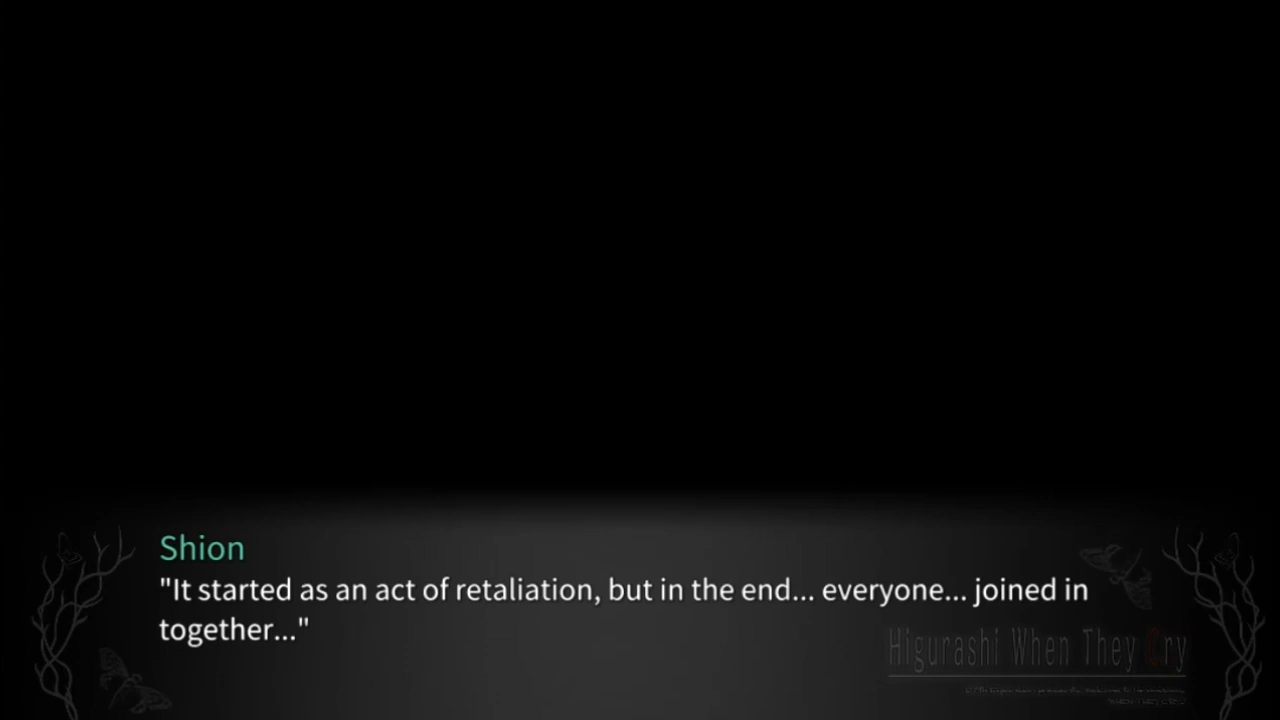 Shion
"It started as an act of retaliation, but in the end... everyone... joined in
together..."
Higurashi When They Cry